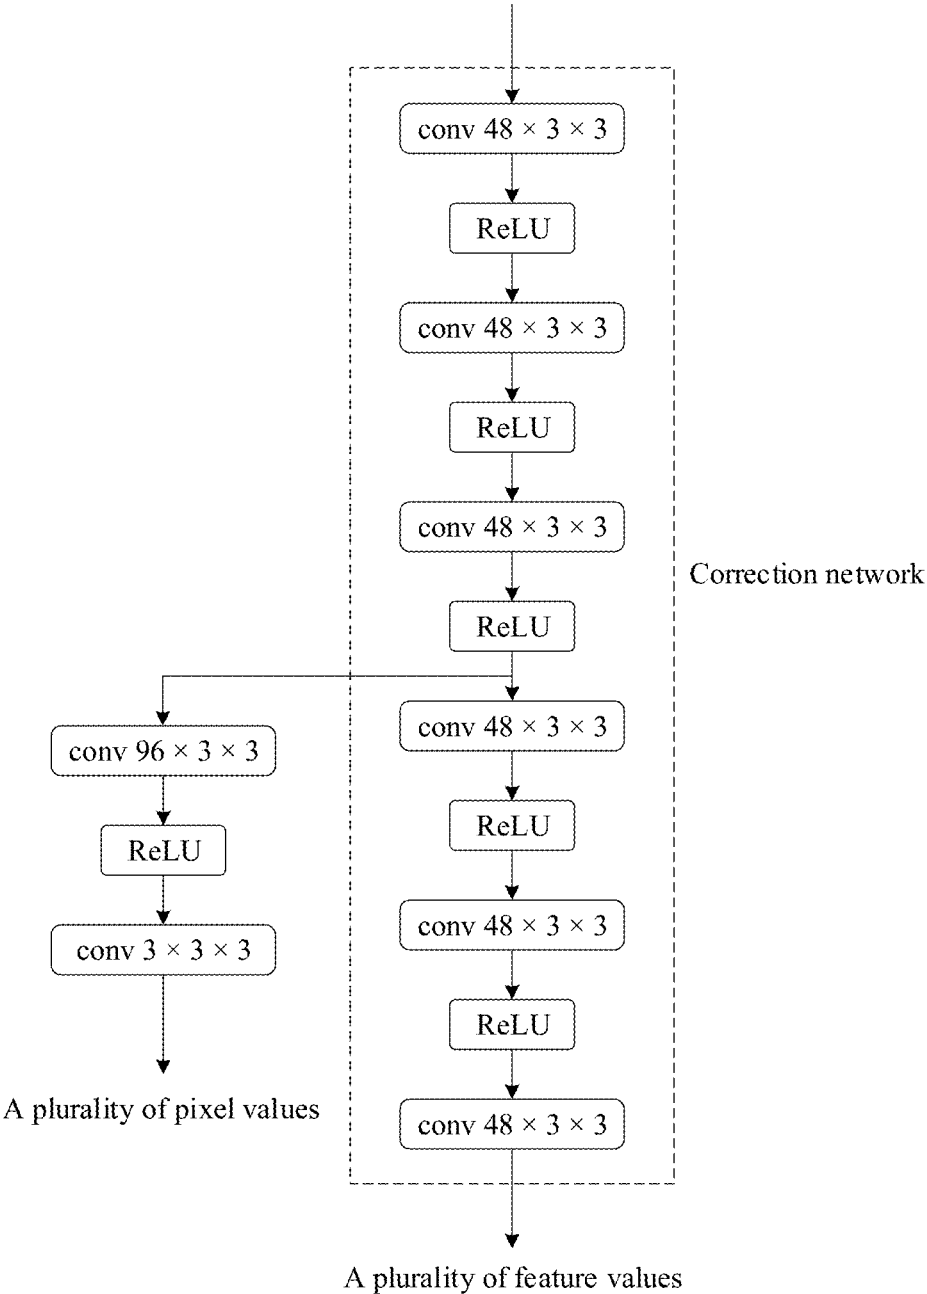 conv 48 × 3 × 3
ReLU
conv 48 × 3 × 3
ReLU
conv 48 × 3 × 3
Correction network
ReLU
conv 48 × 3 × 3
conv 96 × 3 × 3
ReLU
ReLU
conv 48 × 3 × 3
conv 3 × 3 × 3
ReLU
A plurality of pixel values
conv 48 × 3 × 3
A plurality of feature values